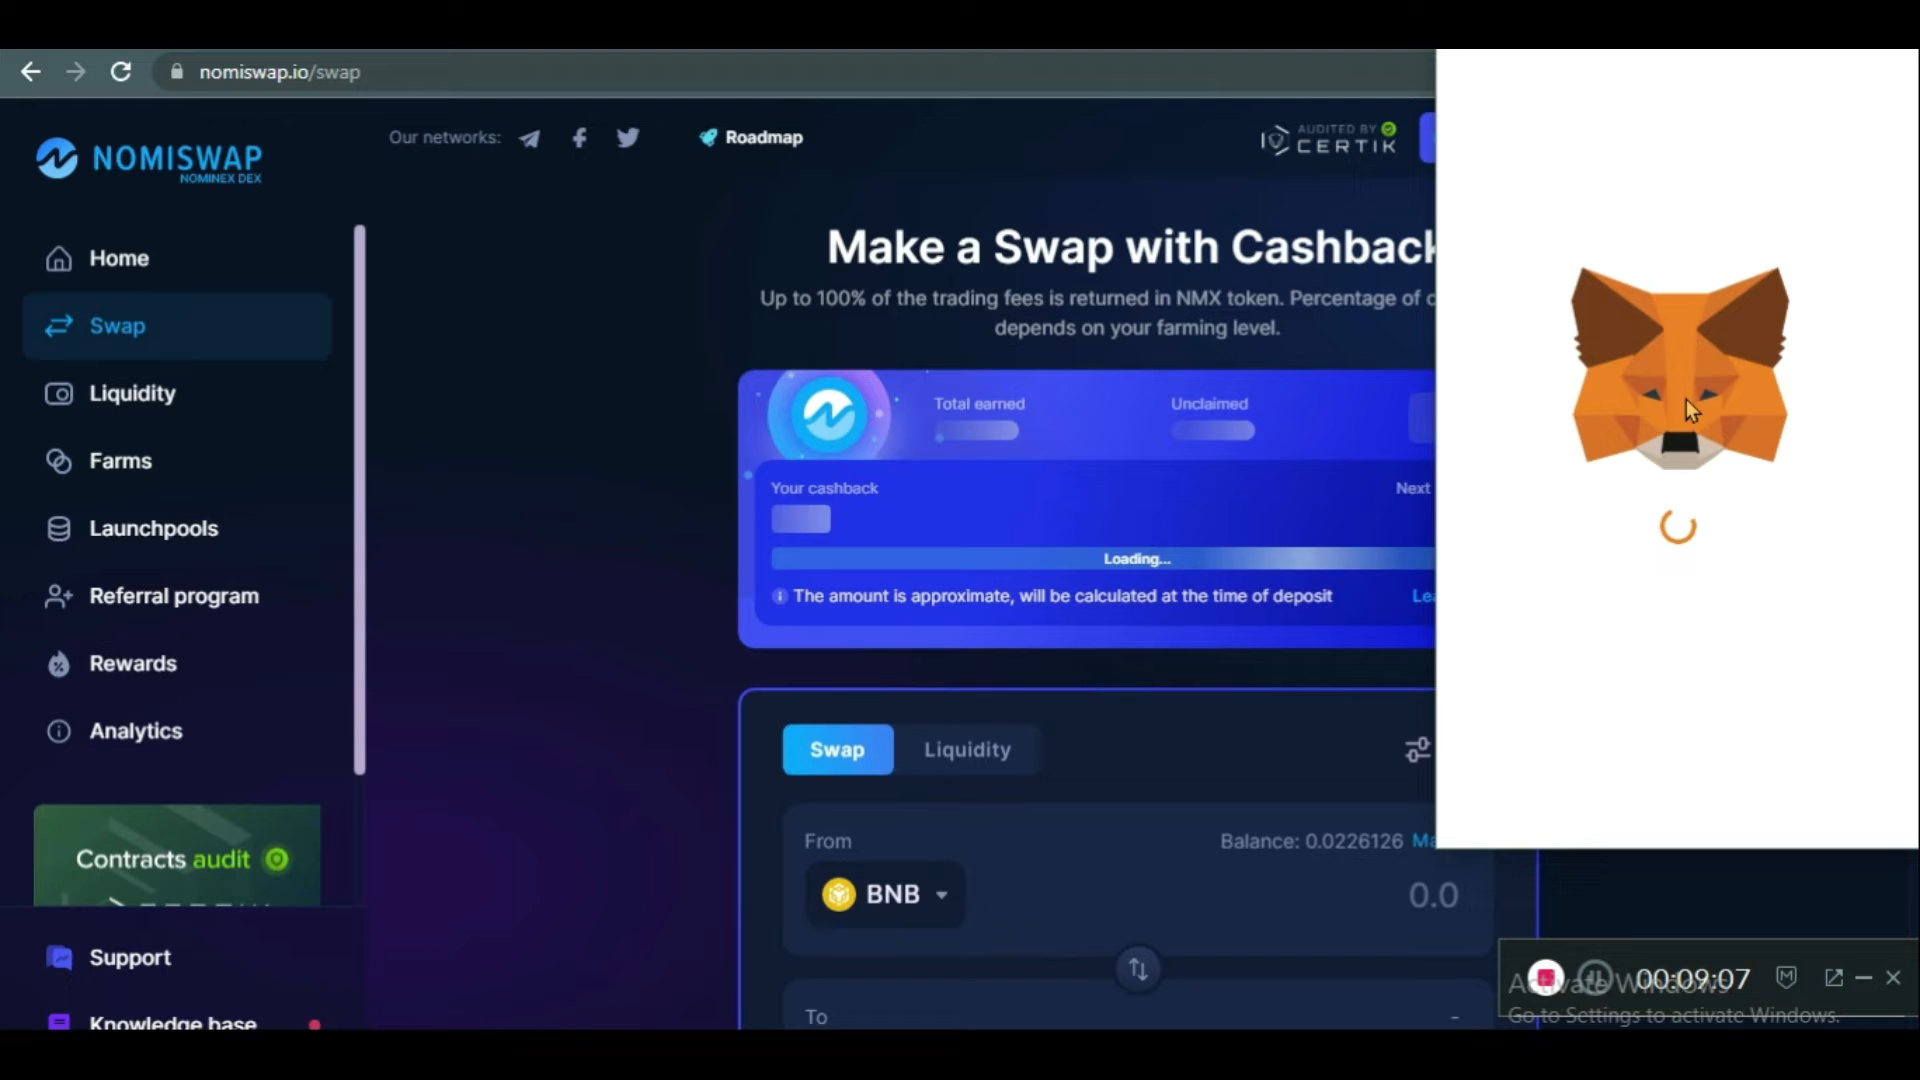 nomiswap.io/swap
NOMISWAP
NOMINEX DEX
Our networks:
Roadmap
AUDITED BY
CERTIK
Home
Swap
Liquidity
Farms
Launchpools
Referral program
Rewards
Analytics
Contracts audit
Support
Knowledge base
Make a Swap with Cashback
Up to 100% of the trading fees is returned in NMX token. Percentage of
depends on your farming level.
Total earned
Unclaimed
Your cashback
Next
Loading...
The amount is approximate, will be calculated at the time of deposit
Swap
Liquidity
From
Balance: 0.0226126
BNB
0.0
To
-
00:09:07
Activate Windows
Go to Settings to activate Windows.